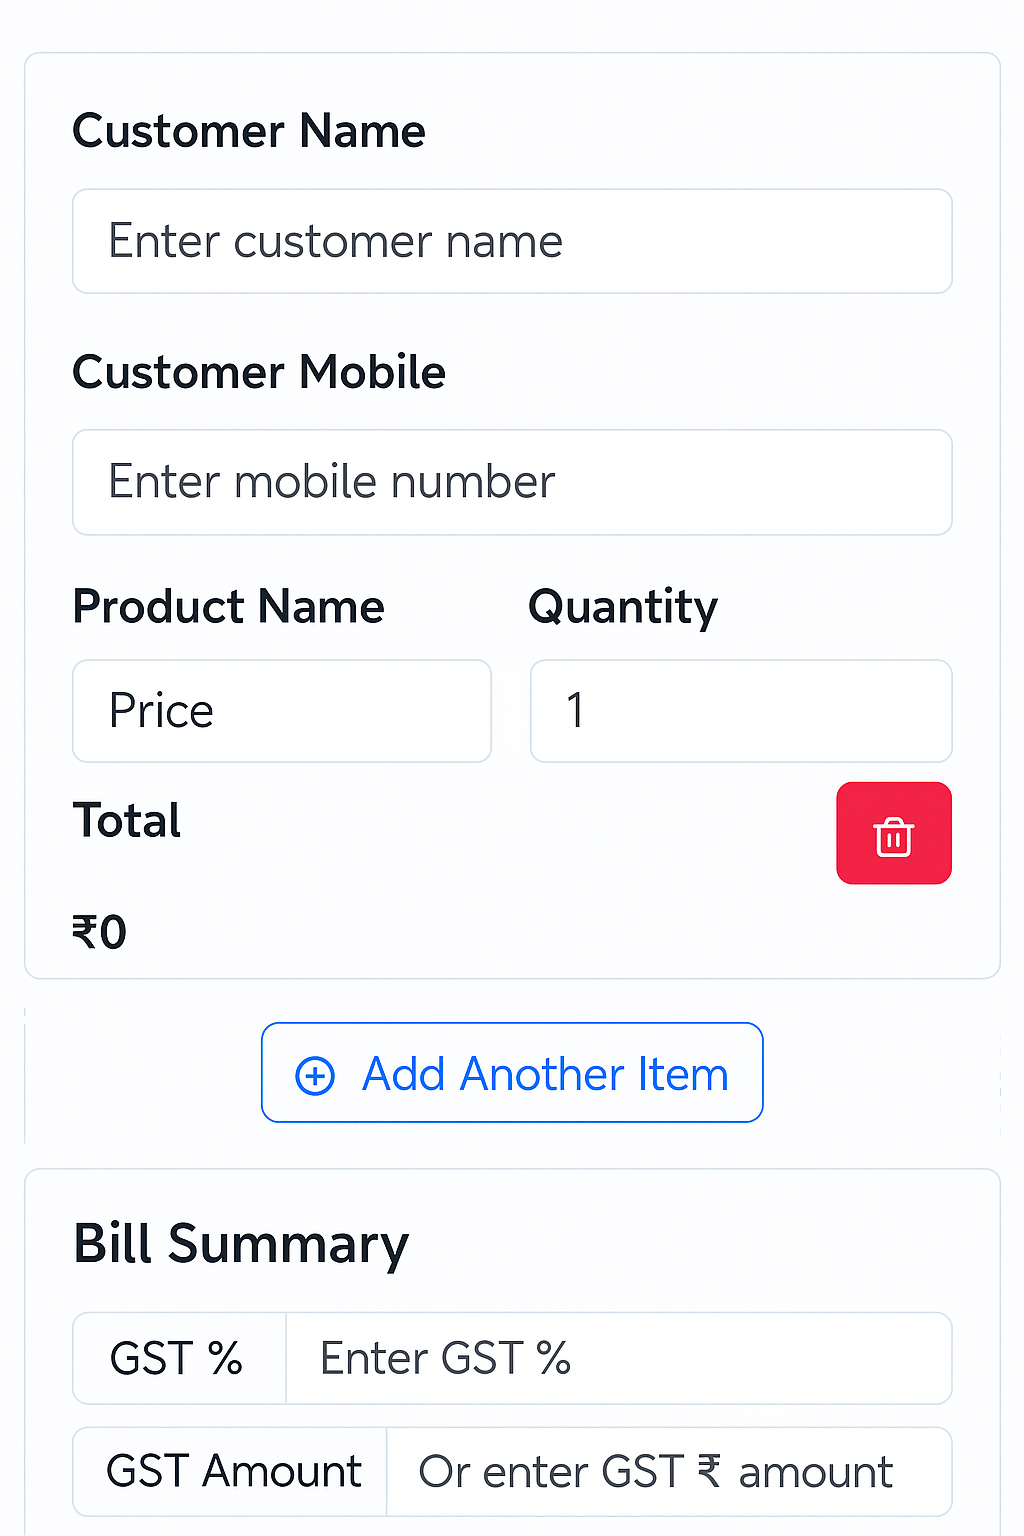 Customer Name
Enter customer name
Customer Mobile
Enter mobile number
Product Name Quantity
Price 1
Total
₹0
Add Another Item
Bill Summary
GST % Enter GST %
GST Amount Or enter GST ₹ amount